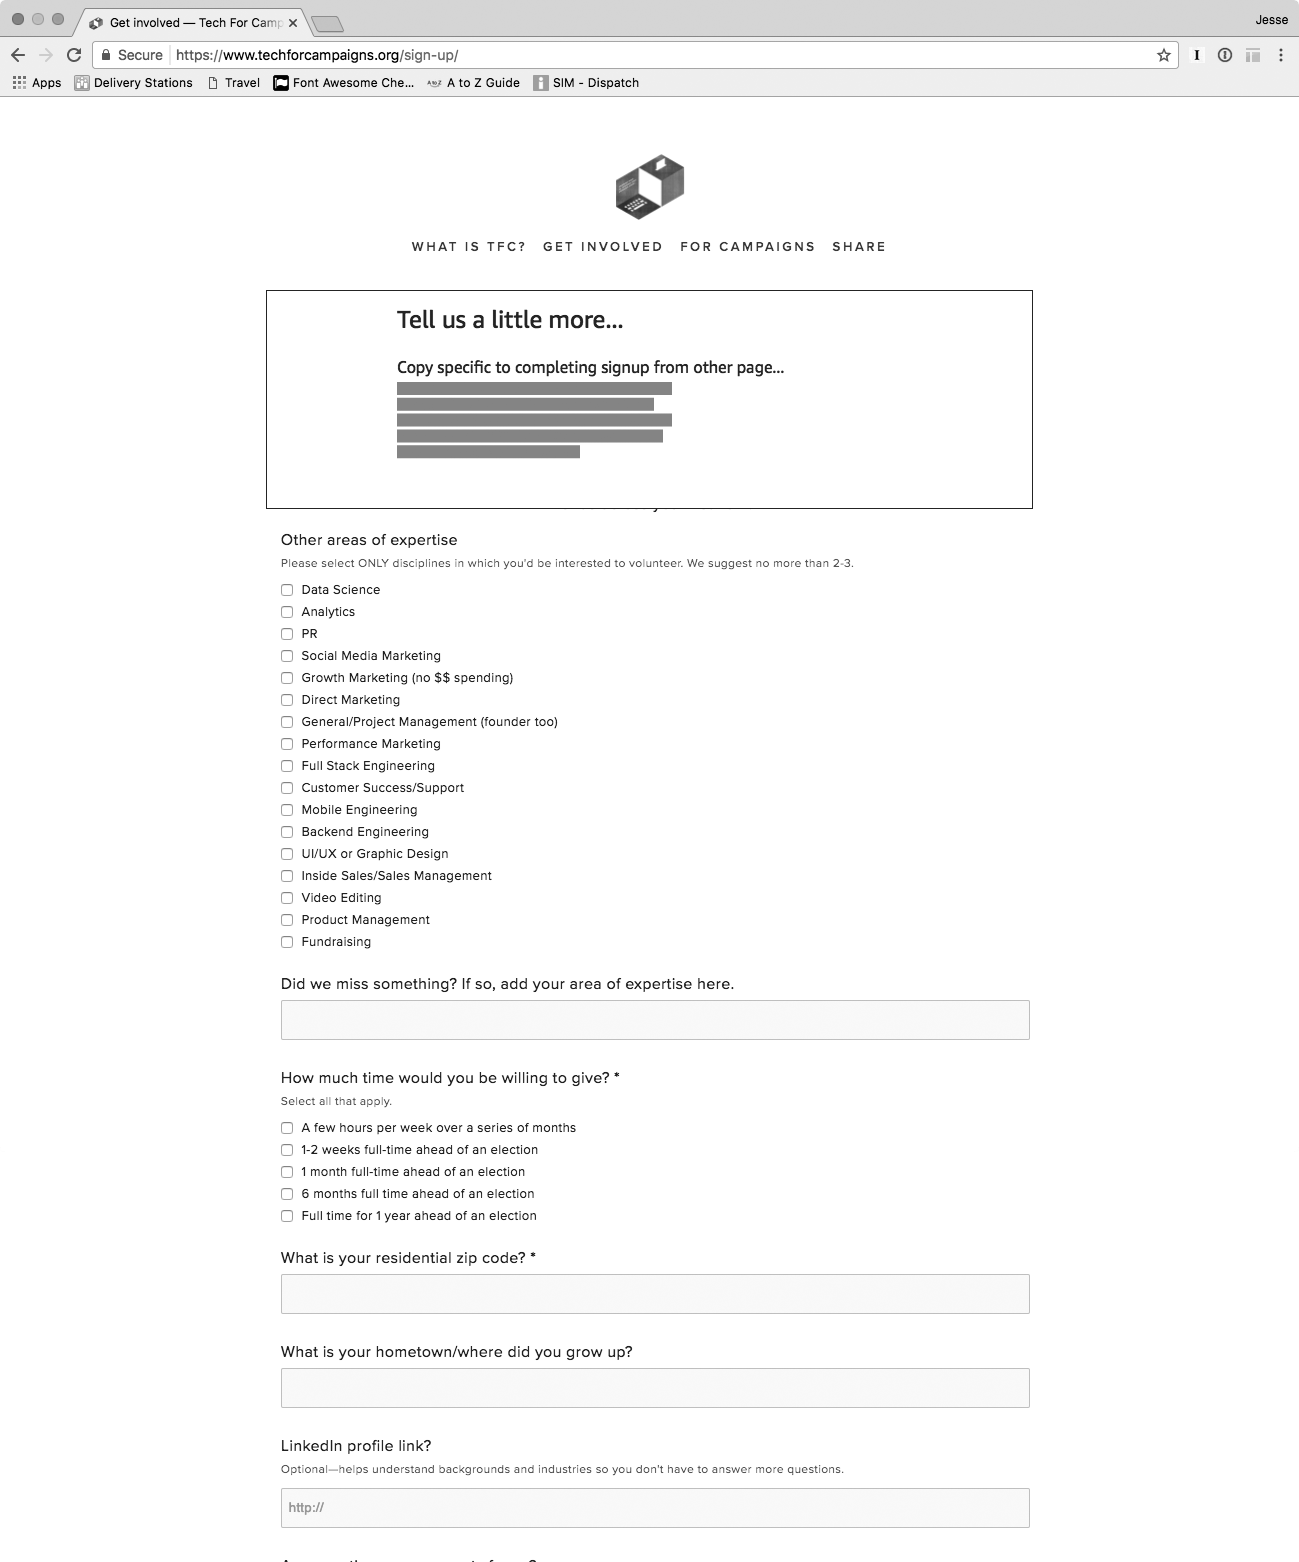 Get involved — Tech For Camp
Jesse
Secure https://www.techforcampaigns.org/sign-up/
Apps Delivery Stations Travel Font Awesome Che... A to Z Guide SIM - Dispatch
WHAT IS TFC? GET INVOLVED FOR CAMPAIGNS SHARE
Tell us a little more...
Copy specific to completing signup from other page...
Other areas of expertise
Please select ONLY disciplines in which you'd be interested to volunteer. We suggest no more than 2-3.
Data Science
Analytics
PR
Social Media Marketing
Growth Marketing (no $$ spending)
Direct Marketing
General/Project Management (founder too)
Performance Marketing
Full Stack Engineering
Customer Success/Support
Mobile Engineering
Backend Engineering
UI/UX or Graphic Design
Inside Sales/Sales Management
Video Editing
Product Management
Fundraising
Did we miss something? If so, add your area of expertise here.
How much time would you be willing to give? *
Select all that apply.
A few hours per week over a series of months
1-2 weeks full-time ahead of an election
1 month full-time ahead of an election
6 months full time ahead of an election
Full time for 1 year ahead of an election
What is your residential zip code? *
What is your hometown/where did you grow up?
LinkedIn profile link?
Optional—helps understand backgrounds and industries so you don't have to answer more questions.
http://